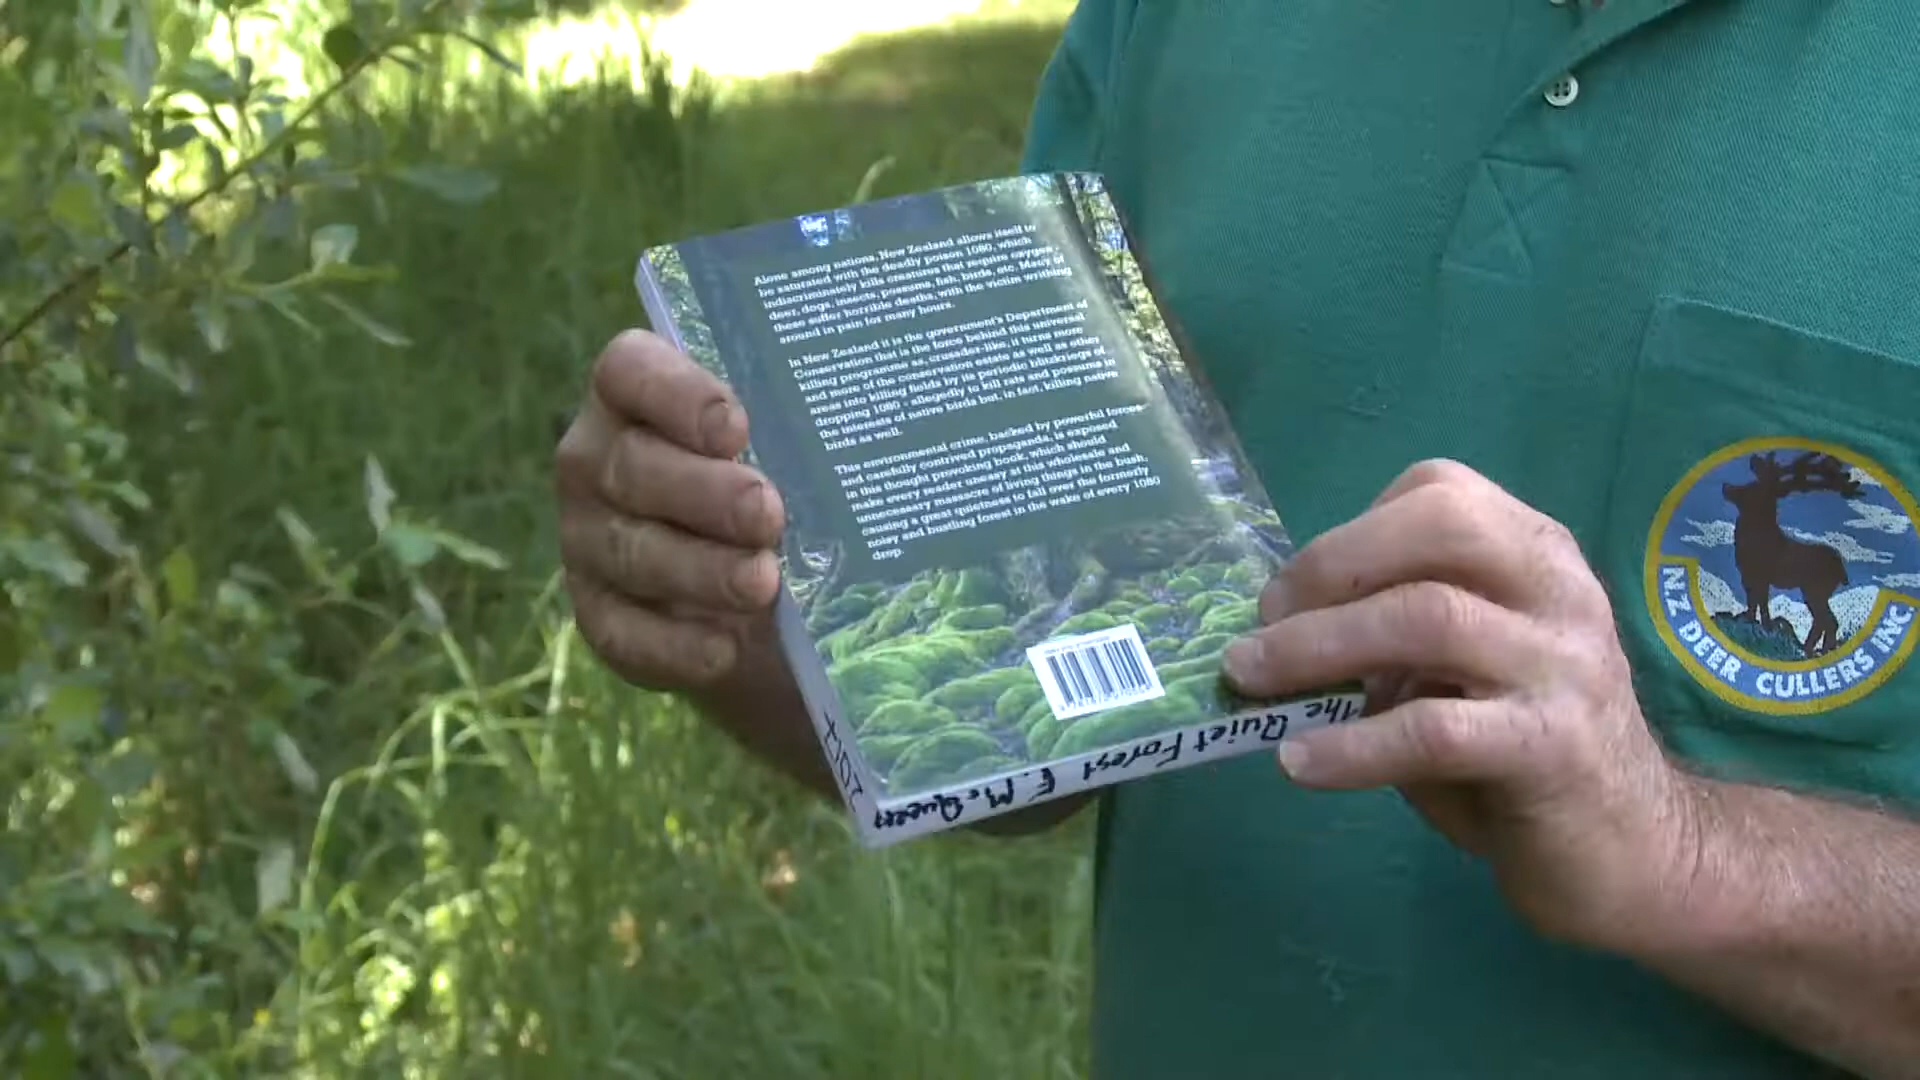 Alone among nations, New Zealand allows itself to
be saturated with the deadly poison 1080, which
indiscriminately kills creatures that require oxygen -
deer, dogs, insects, possums, fish, birds, etc. Many of
these suffer horrible deaths, with the victim writhing
around in pain for many hours.
In New Zealand it is the government's Department of
Conservation that is the force behind this universal
killing programme as, crusader-like, it turns more
and more of the conservation estate as well as other
areas into killing fields by its periodic blitzkriegs of
dropping 1080 - allegedly to kill rats and possums in
the interests of native birds but, in fact, killing native
birds as well.
This environmental crime, backed by powerful forces
and carefully contrived propaganda, is exposed
in this thought provoking book, which should
make every reader uneasy at this wholesale and
unnecessary massacre of living things in the bush,
causing a great quietness to fall over the formerly
noisy and bustling forest in the wake of every 1080
drop.
The Quiet Forest F. McQueen
2017
NZ DEER CULLERS INC